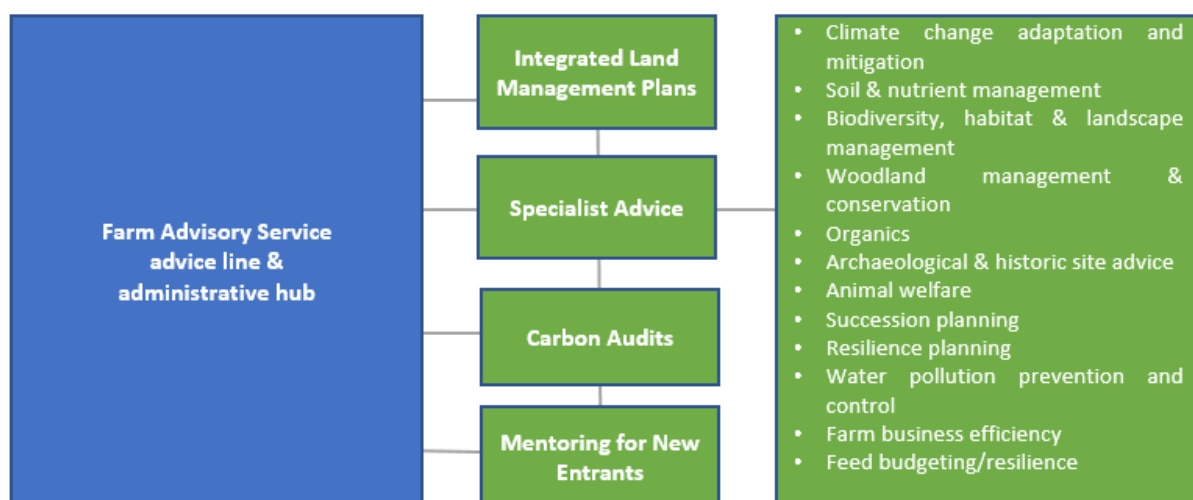 Farm Advisory Service
advice line &
administrative hub
Integrated Land
Management Plans
Specialist Advice
Carbon Audits
Mentoring for New
Entrants
• Climate change adaptation and
mitigation
• Soil & nutrient management
• Biodiversity, habitat & landscape
management
• Woodland management &
conservation
• Organics
• Archaeological & historic site advice
• Animal welfare
• Succession planning
• Resilience planning
• Water pollution prevention and
control
• Farm business efficiency
• Feed budgeting/resilience